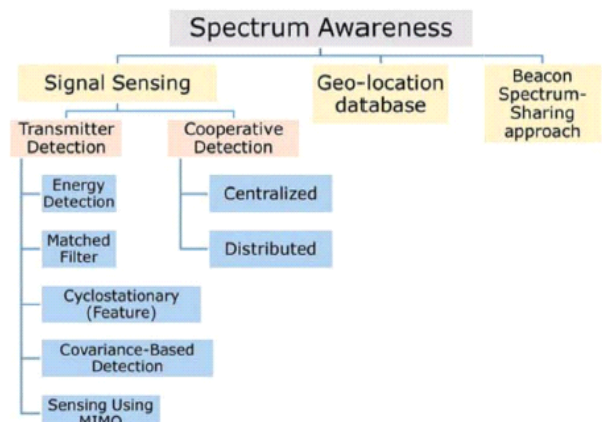 Spectrum Awareness
Signal Sensing
Geo-location
database
Beacon
Spectrum-
Sharing
approach
Transmitter
Detection
Cooperative
Detection
Energy
Detection
Matched
Filter
Cyclostationary
(Feature)
Covariance-Based
Detection
Sensing Using
MIMO
Centralized
Distributed